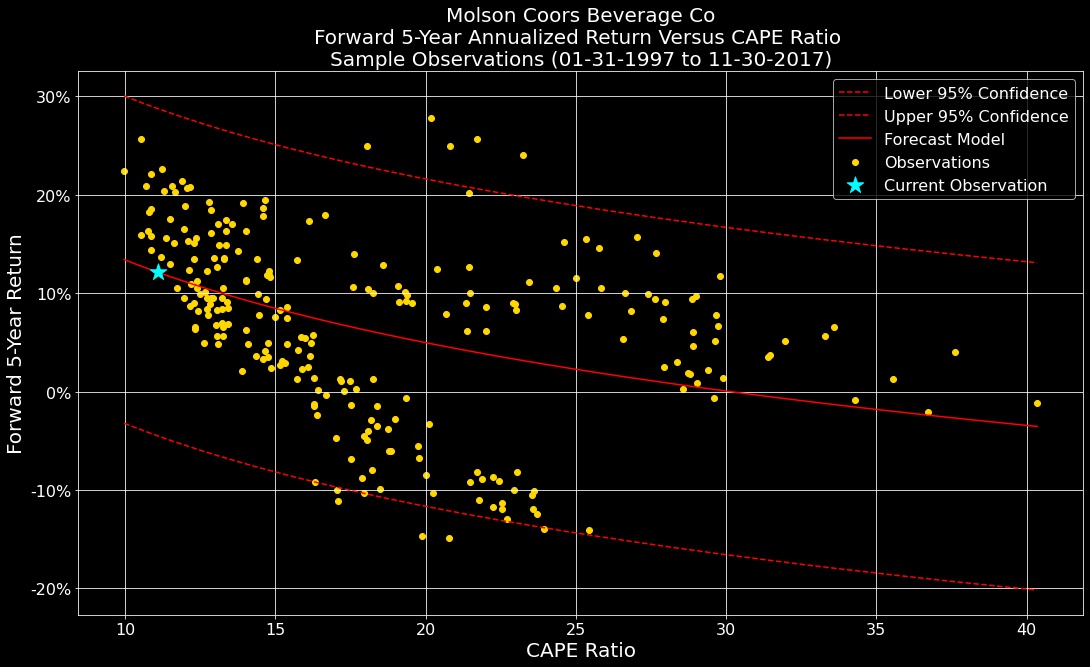 Molson Coors Beverage Co
Forward 5-Year Annualized Return Versus CAPE Ratio
Sample Observations (01-31-1997 to 11-30-2017)
Lower 95% Confidence
Upper 95% Confidence
Forecast Model
Observations
Current Observation
Forward 5-Year Return
30%
20%
10%
0%
-10%
-20%
10 15 20 25 30 35 40
CAPE Ratio